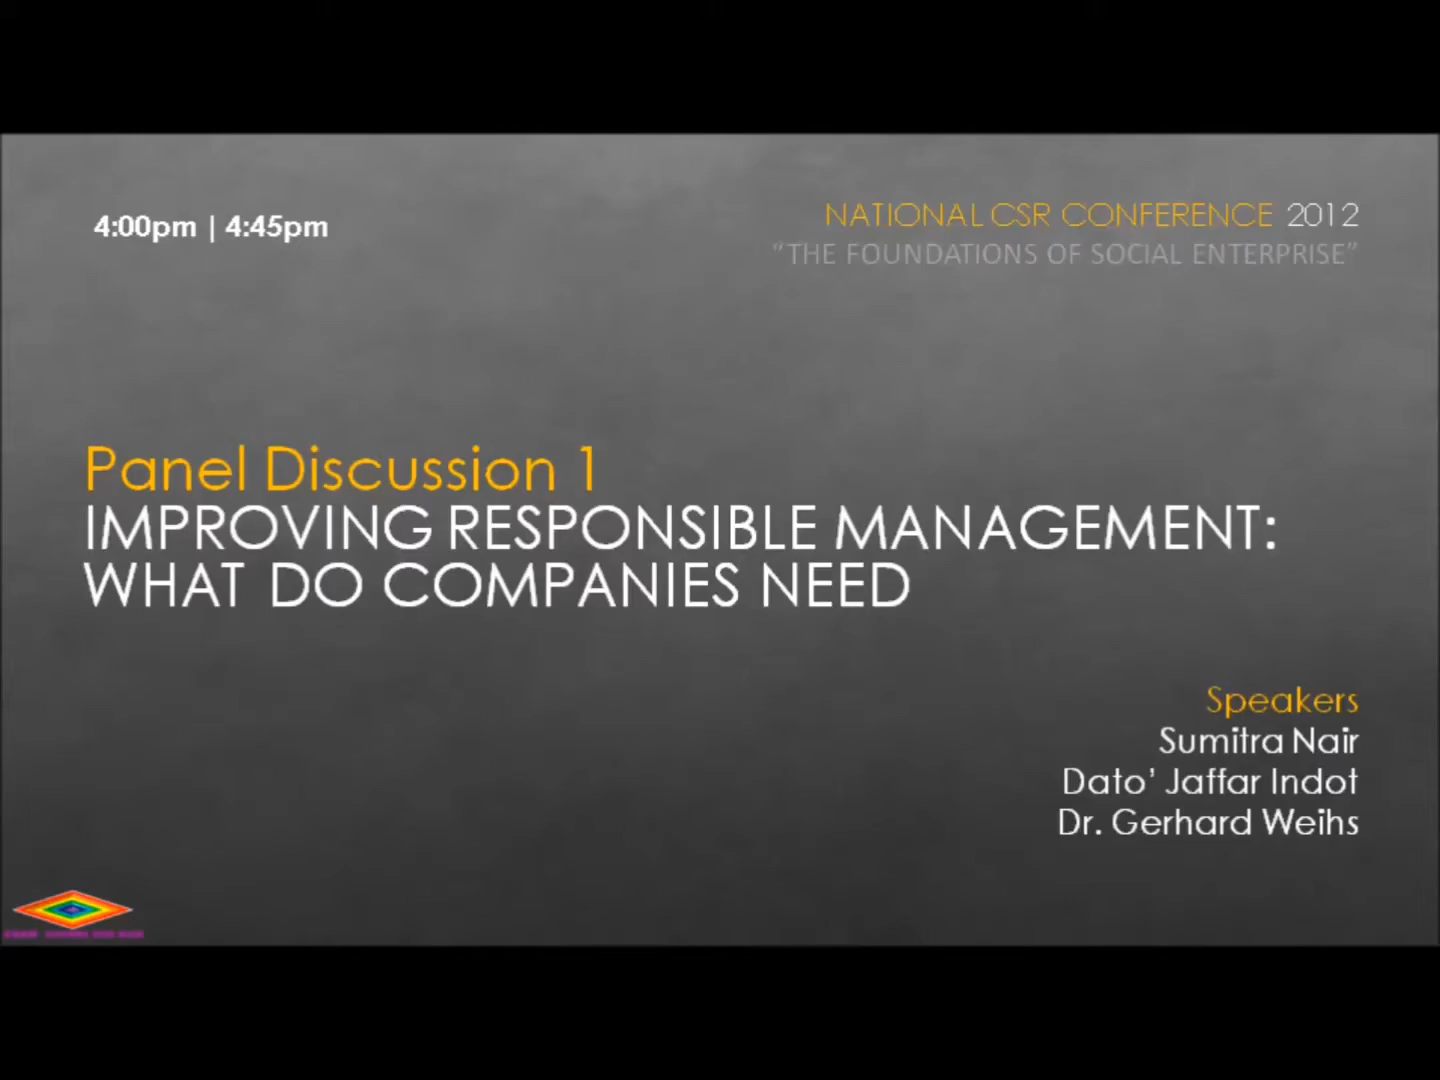 4:00pm | 4:45pm
NATIONAL CSR CONFERENCE 2012
“THE FOUNDATIONS OF SOCIAL ENTERPRISE”
Panel Discussion 1
IMPROVING RESPONSIBLE MANAGEMENT:
WHAT DO COMPANIES NEED
Speakers
Sumitra Nair
Dato’ Jaffar Indot
Dr. Gerhard Weihs